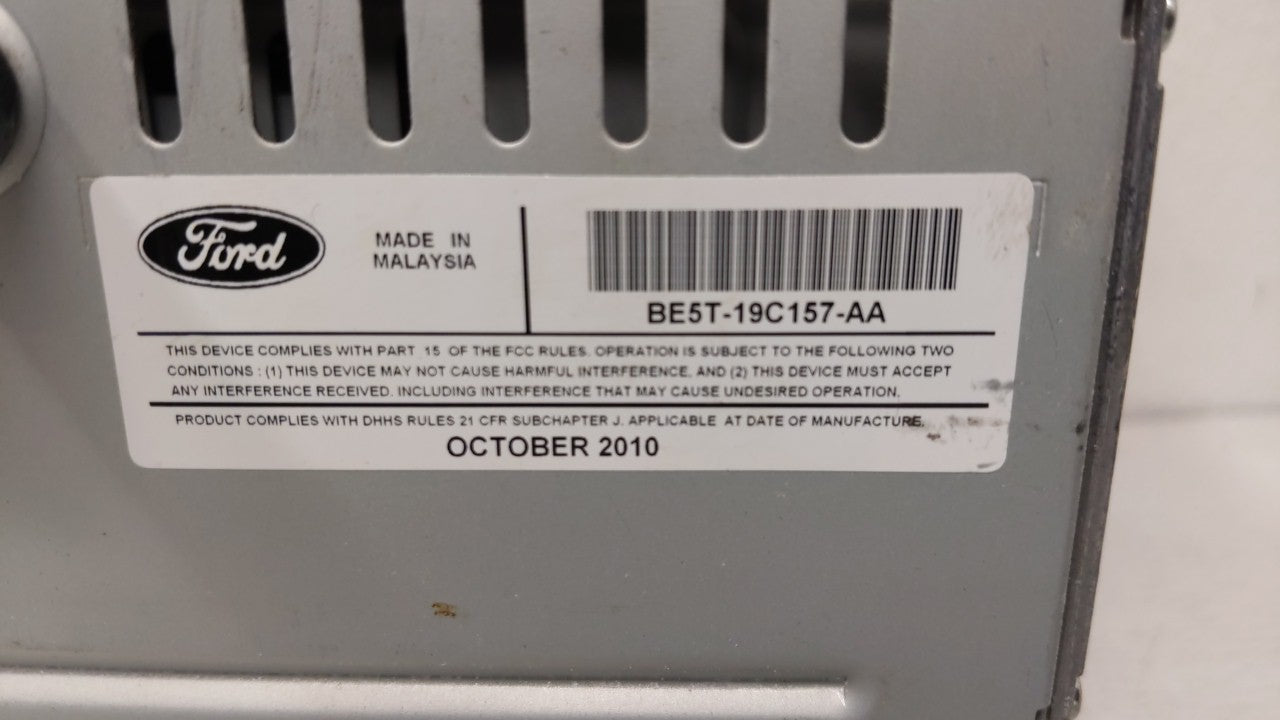 Ford
MADE IN
MALAYSIA
BE5T-19C157-AA
THIS DEVICE COMPLIES WITH PART 15 OF THE FCC RULES. OPERATION IS SUBJECT TO THE FOLLOWING TWO
CONDITIONS : (1) THIS DEVICE MAY NOT CAUSE HARMFUL INTERFERENCE, AND (2) THIS DEVICE MUST ACCEPT
ANY INTERFERENCE RECEIVED. INCLUDING INTERFERENCE THAT MAY CAUSE UNDESIRED OPERATION.
PRODUCT COMPLIES WITH DHHS RULES 21 CFR SUBCHAPTER J. APPLICABLE AT DATE OF MANUFACTURE.
OCTOBER 2010